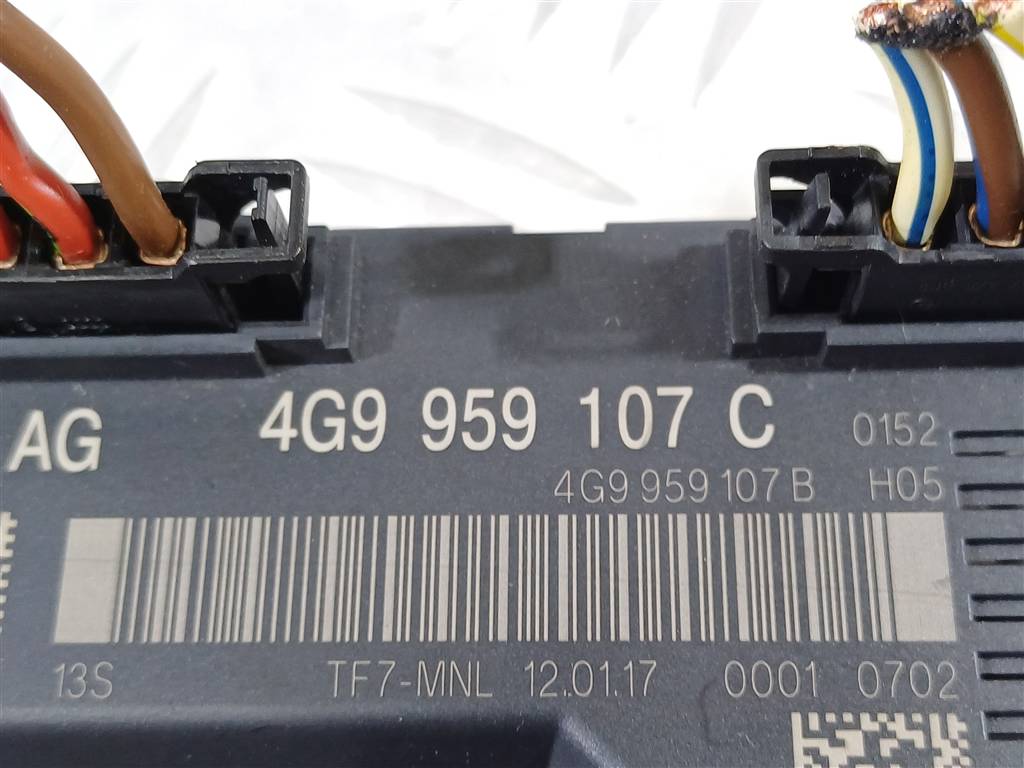 AG 4G9 959 107 C 0152
4G9 959 107 B H05
13S TF7-MNL 12.01.17 0001 0702